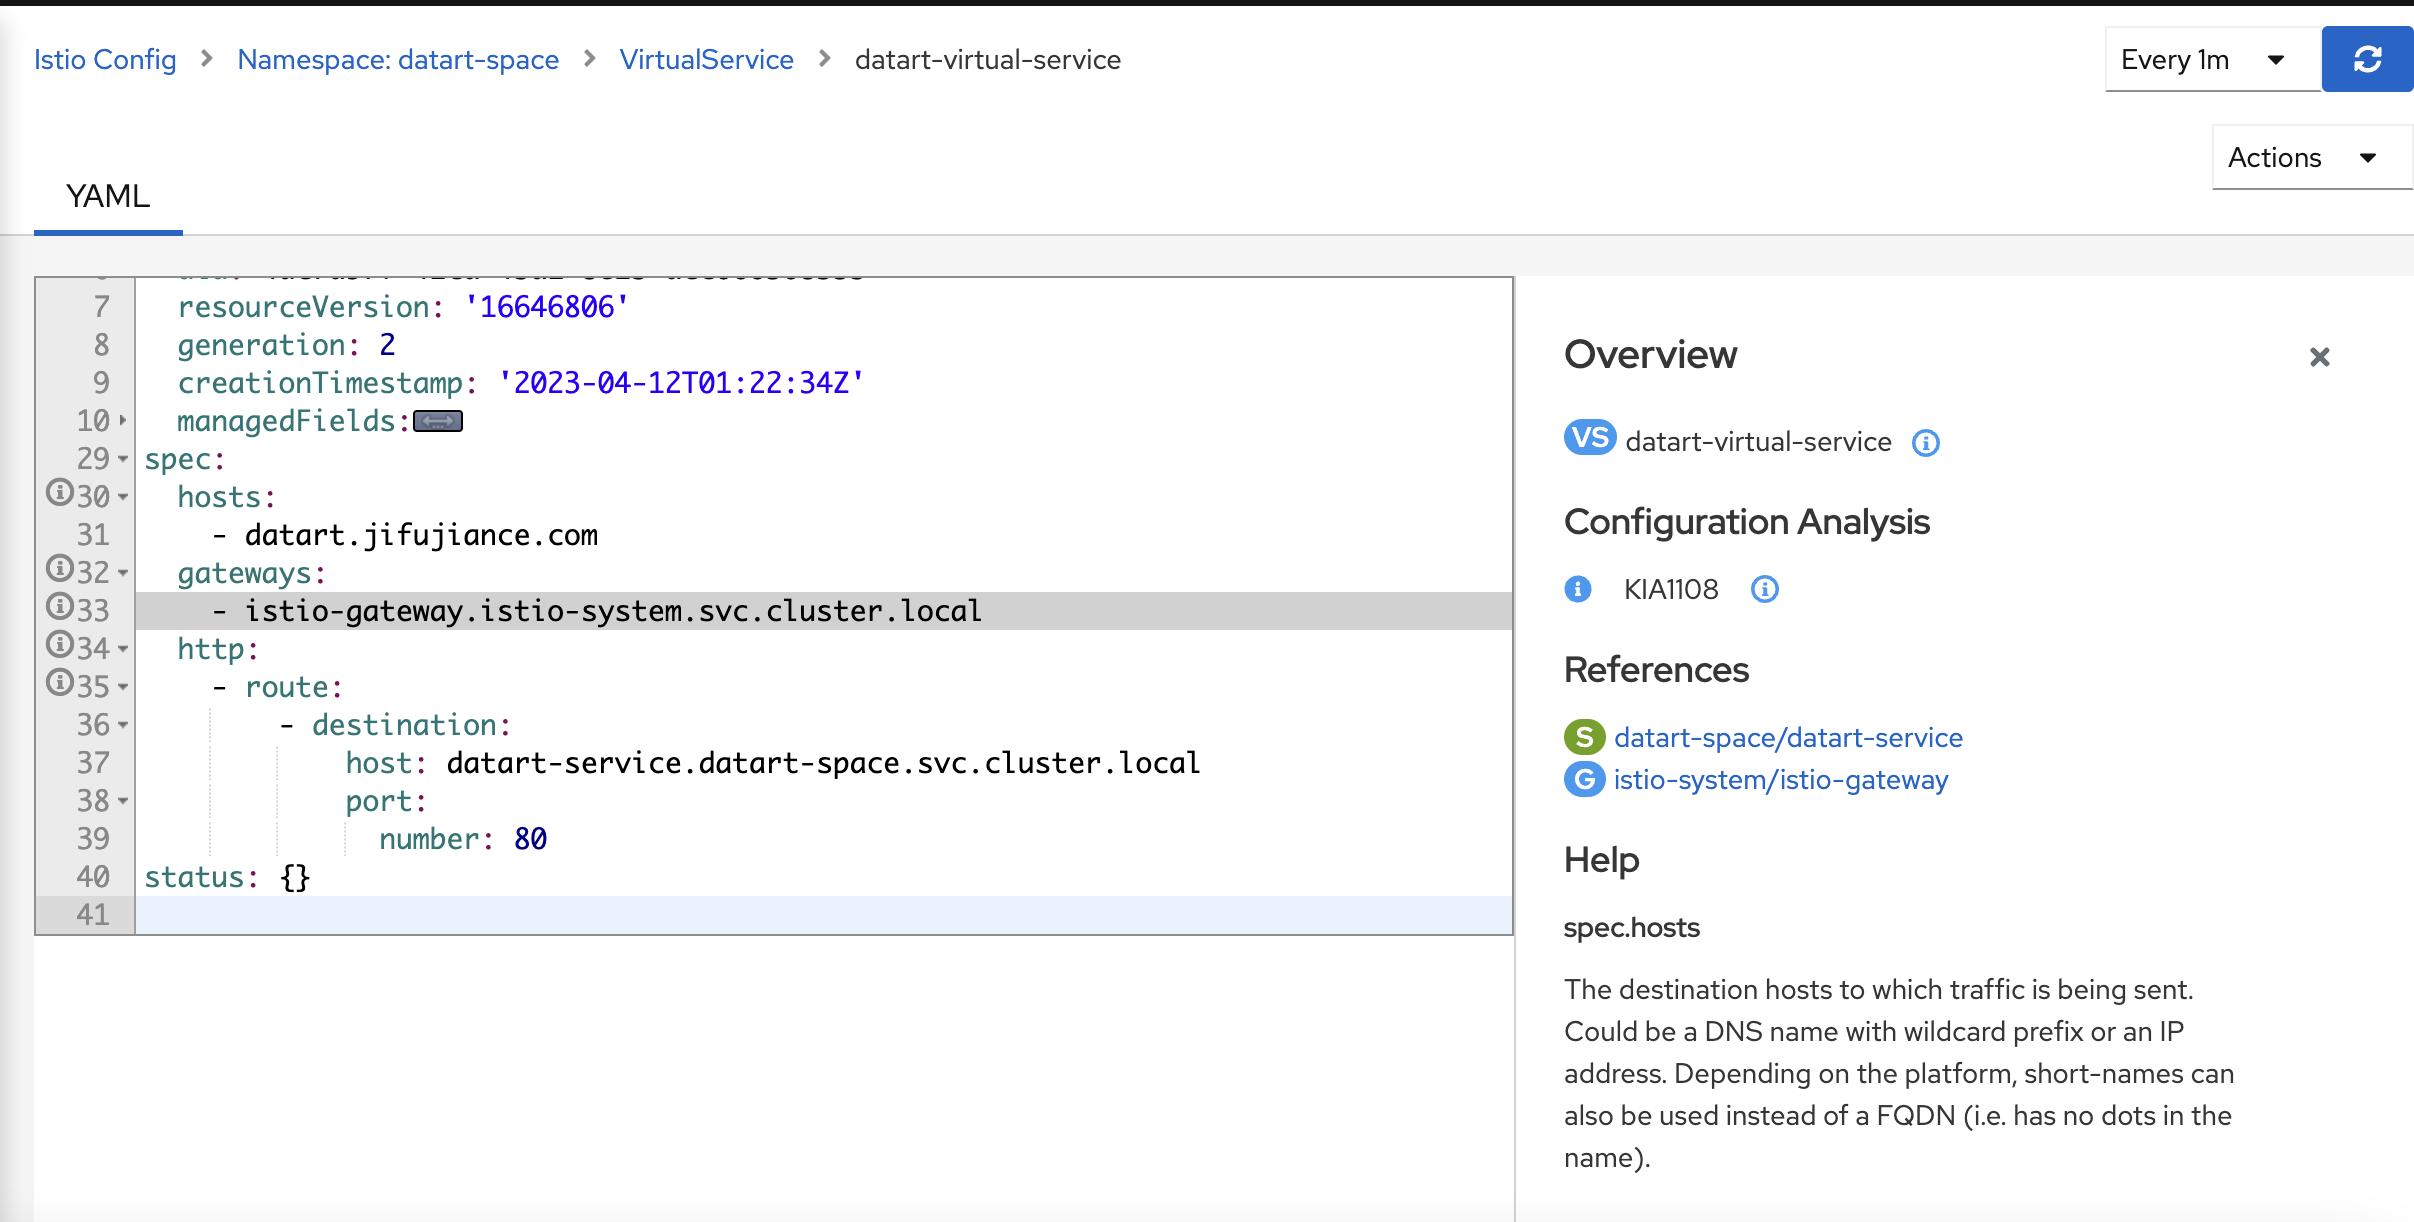 Istio Config > Namespace: datart-space > VirtualService > datart-virtual-service
Every 1m
Actions
YAML
7 resourceVersion: '16646806'
8 generation: 2
9 creationTimestamp: '2023-04-12T01:22:34Z'
10 managedFields:
29 spec:
30 hosts:
31 - datart.jifujiance.com
32 gateways:
33 - istio-gateway.istio-system.svc.cluster.local
34 http:
35 - route:
36 - destination:
37 host: datart-service.datart-space.svc.cluster.local
38 port:
39 number: 80
40 status: {}
41
Overview
VS datart-virtual-service
Configuration Analysis
KIA1108
References
S datart-space/datart-service
G istio-system/istio-gateway
Help
spec.hosts
The destination hosts to which traffic is being sent.
Could be a DNS name with wildcard prefix or an IP
address. Depending on the platform, short-names can
also be used instead of a FQDN (i.e. has no dots in the
name).